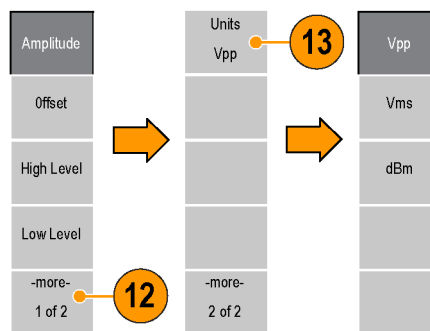 Amplitude
Offset
High Level
Low Level
-more-
1 of 2
12
Units
Vpp
13
-more-
2 of 2
Vpp
Vms
dBm